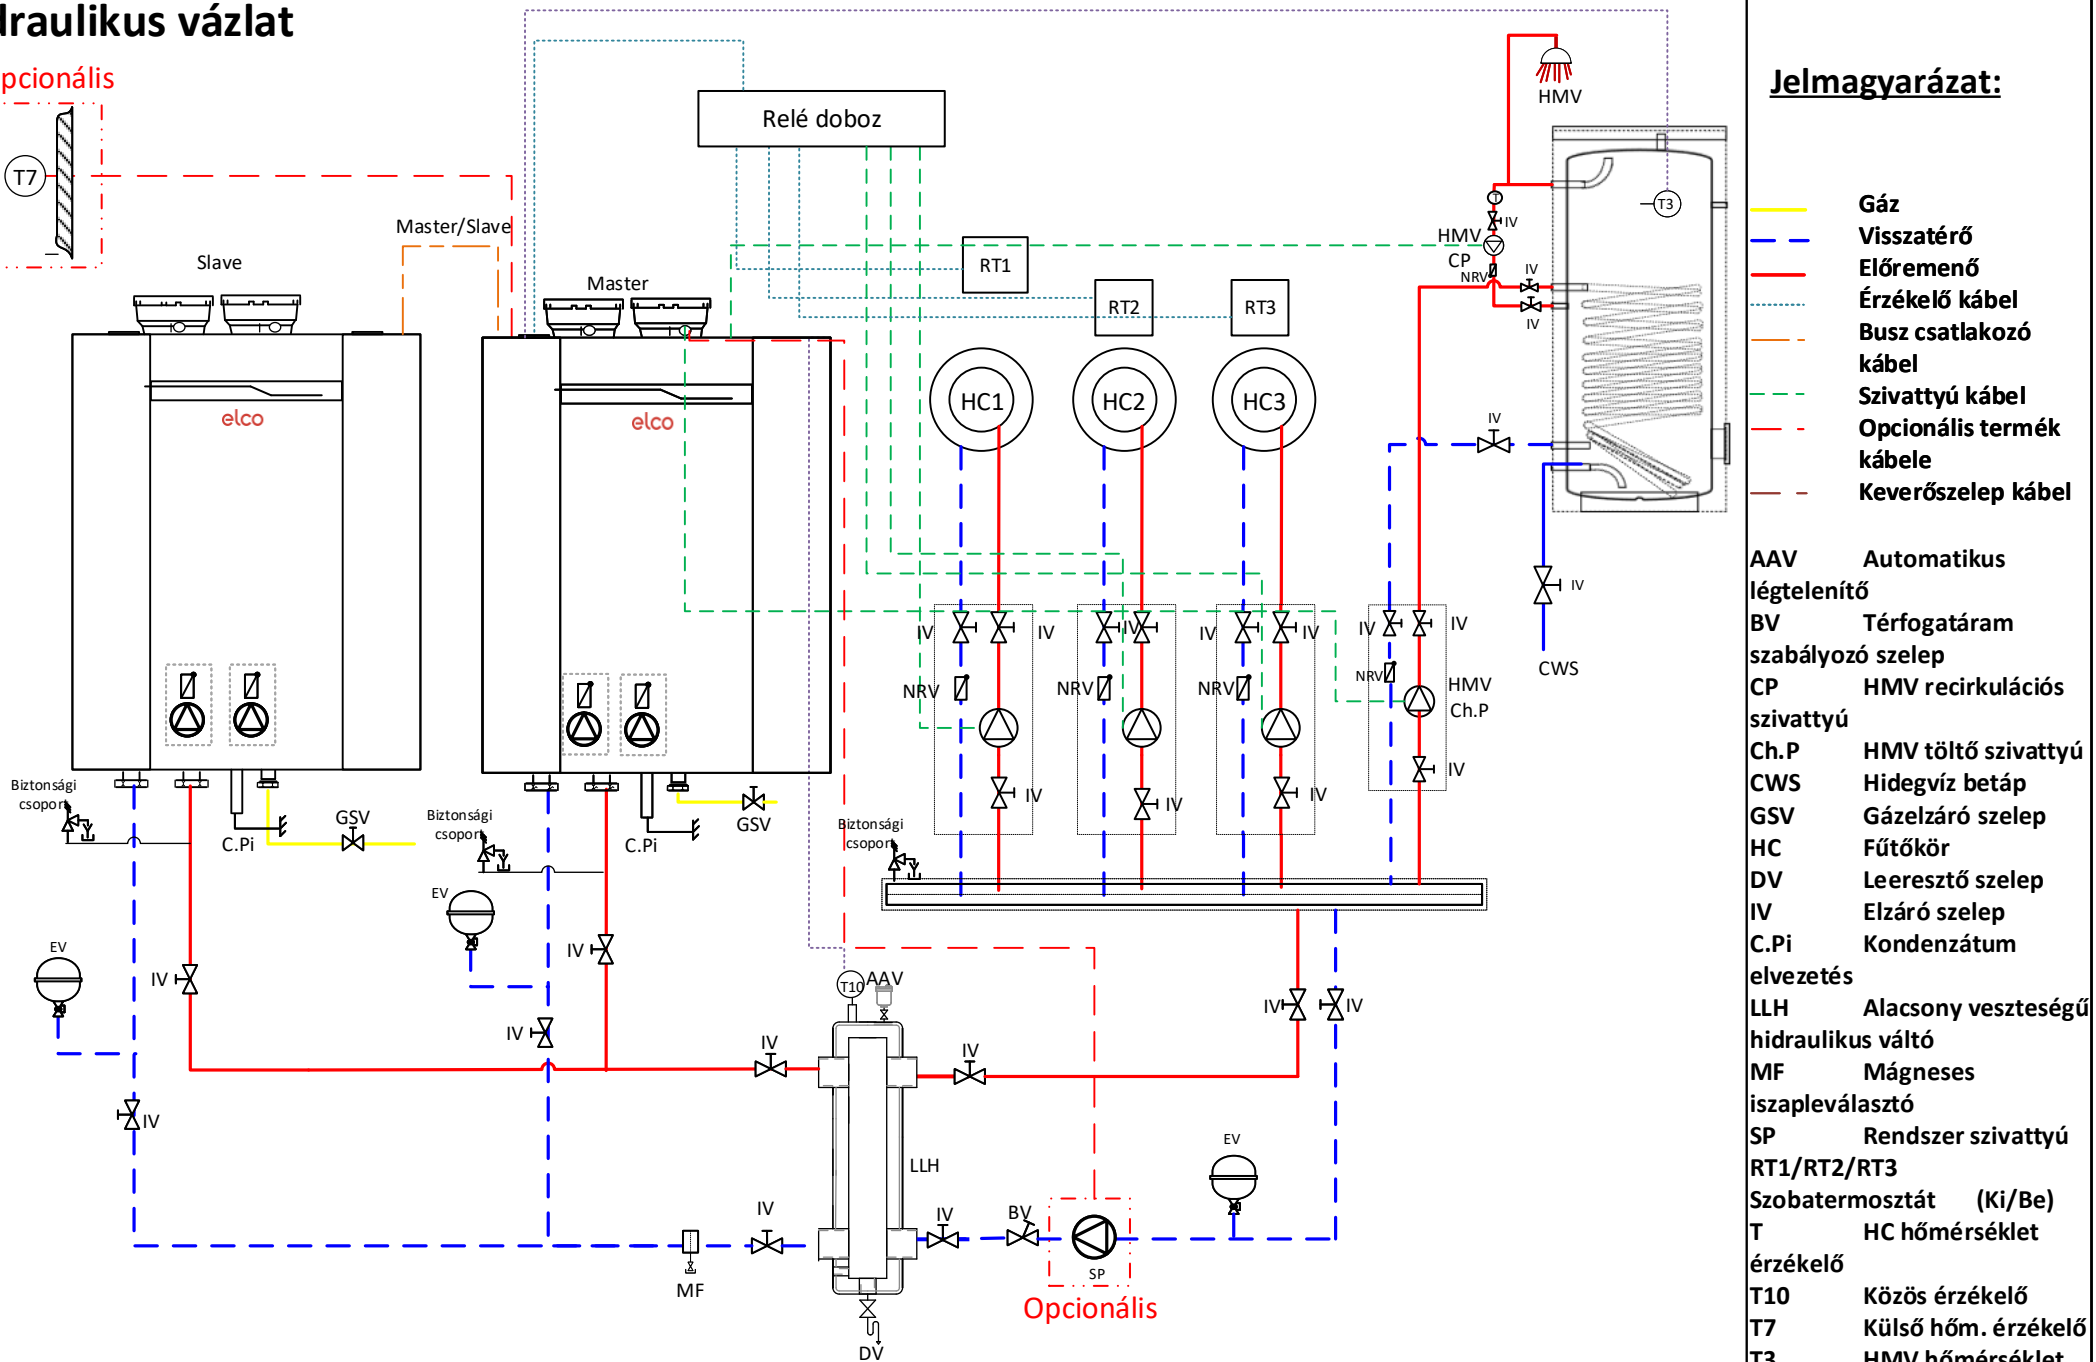 draulikus vázlat
pcionális
T7
Slave
Master/Slave
Master
Relé doboz
RT1
RT2
RT3
HMV
T
IV
HMV
CP
NRV
IV
IV
T3
elco
elco
HC1
HC2
HC3
IV
IV
CWS
IV
IV
IV
IV
IV
IV
IV
NRV
NRV
NRV
NRV
HMV
Ch.P
IV
IV
IV
IV
Biztonsági
csoport
GSV
C.Pi
Biztonsági
csoport
GSV
C.Pi
Biztonsági
csoport
EV
EV
IV
IV
IV
IV
T10
AAV
IV
IV
IV
IV
LLH
EV
IV
MF
IV
BV
SP
Opcionális
DV
Jelmagyarázat:
Gáz
Visszatérő
Előremenő
Érzékelő kábel
Busz csatlakozó
kábel
Szivattyú kábel
Opcionális termék
kábele
Keverőszelep kábel
AAV Automatikus
légtelenítő
BV Térfogatáram
szabályozó szelep
CP HMV recirkulációs
szivattyú
Ch.P HMV töltő szivattyú
CWS Hidegvíz betáp
GSV Gázelzáró szelep
HC Fűtőkör
DV Leeresztő szelep
IV Elzáró szelep
C.Pi Kondenzátum
elvezetés
LLH Alacsony veszteségű
hidraulikus váltó
MF Mágneses
iszapleválasztó
SP Rendszer szivattyú
RT1/RT2/RT3
Szobatermosztát (Ki/Be)
T HC hőmérséklet
érzékelő
T10 Közös érzékelő
T7 Külső hőm. érzékelő
T3 HMV hőmérséklet